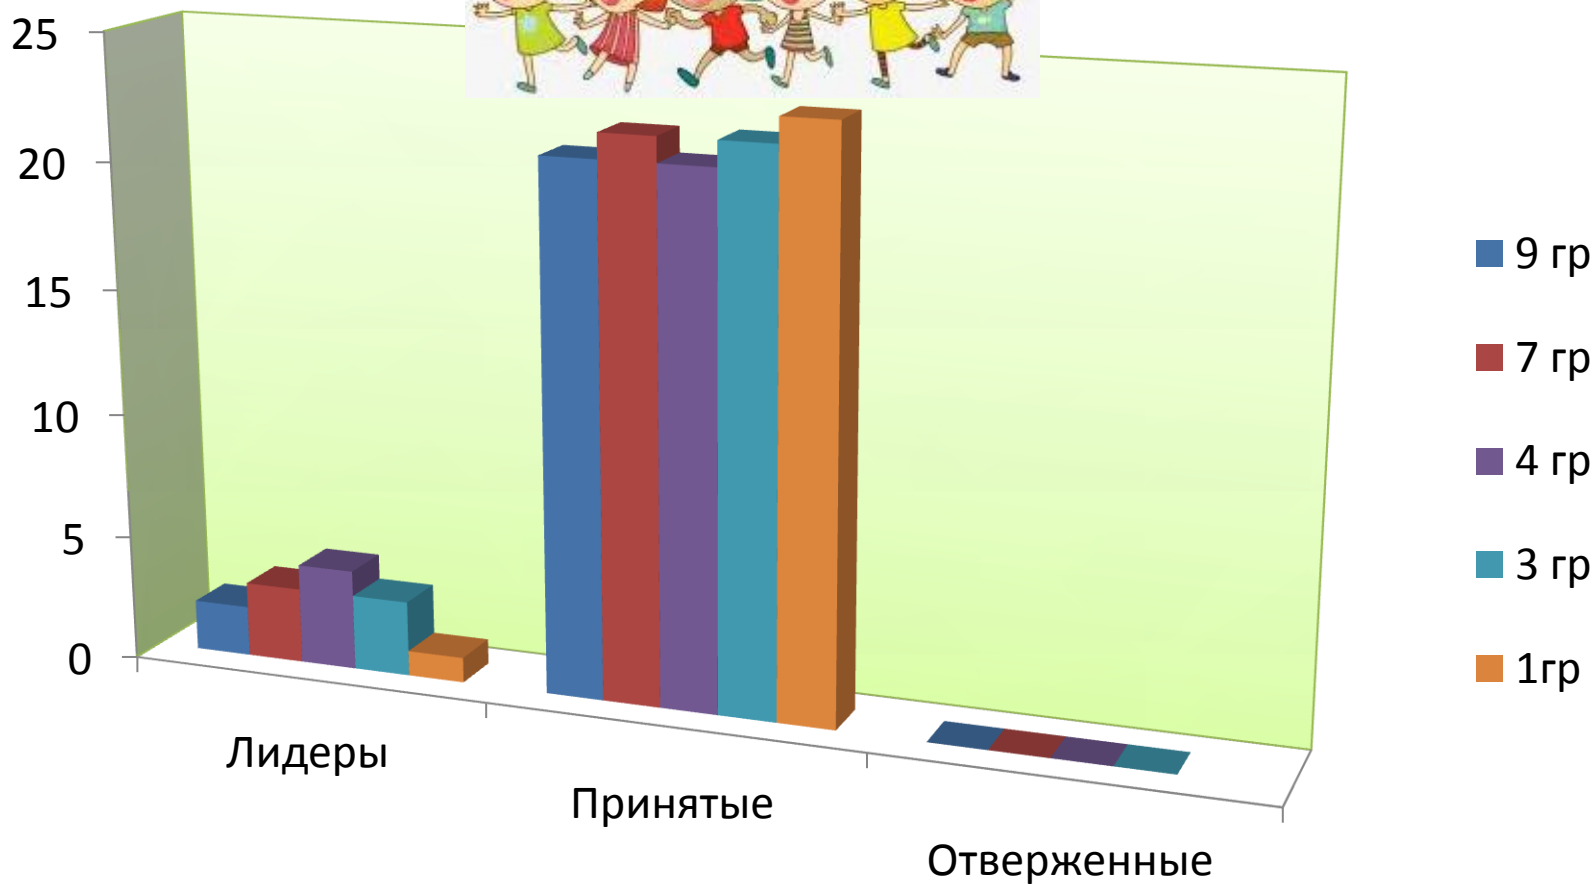 25
20
15
10
5
0
Лидеры
Принятые
Отверженные
9 гр
7 гр
4 гр
3 гр
1гр